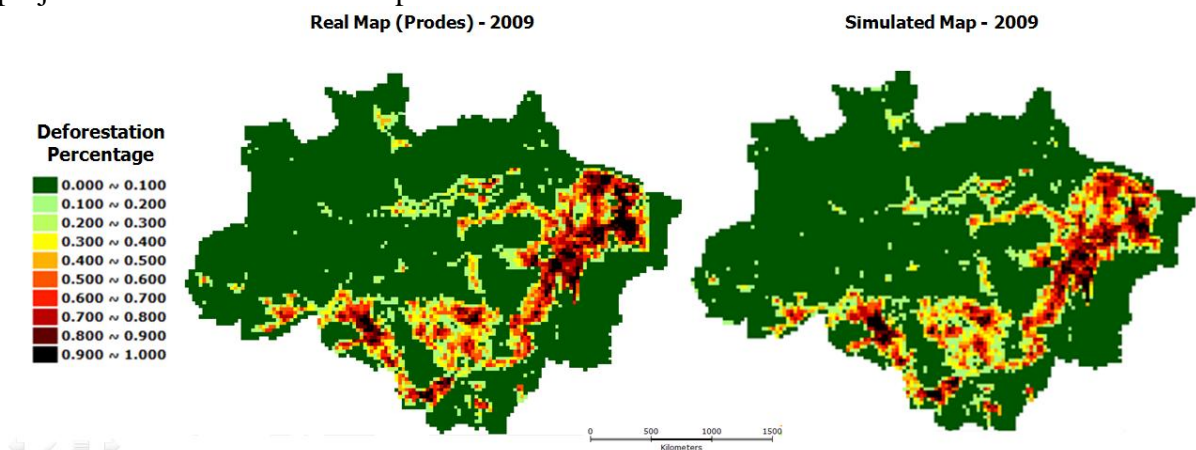 Real Map (Prodes) - 2009
Simulated Map - 2009
Deforestation
Percentage
0.000 ~ 0.100
0.100 ~ 0.200
0.200 ~ 0.300
0.300 ~ 0.400
0.400 ~ 0.500
0.500 ~ 0.600
0.600 ~ 0.700
0.700 ~ 0.800
0.800 ~ 0.900
0.900 ~ 1.000
0 500 1000 1500
Kilometers